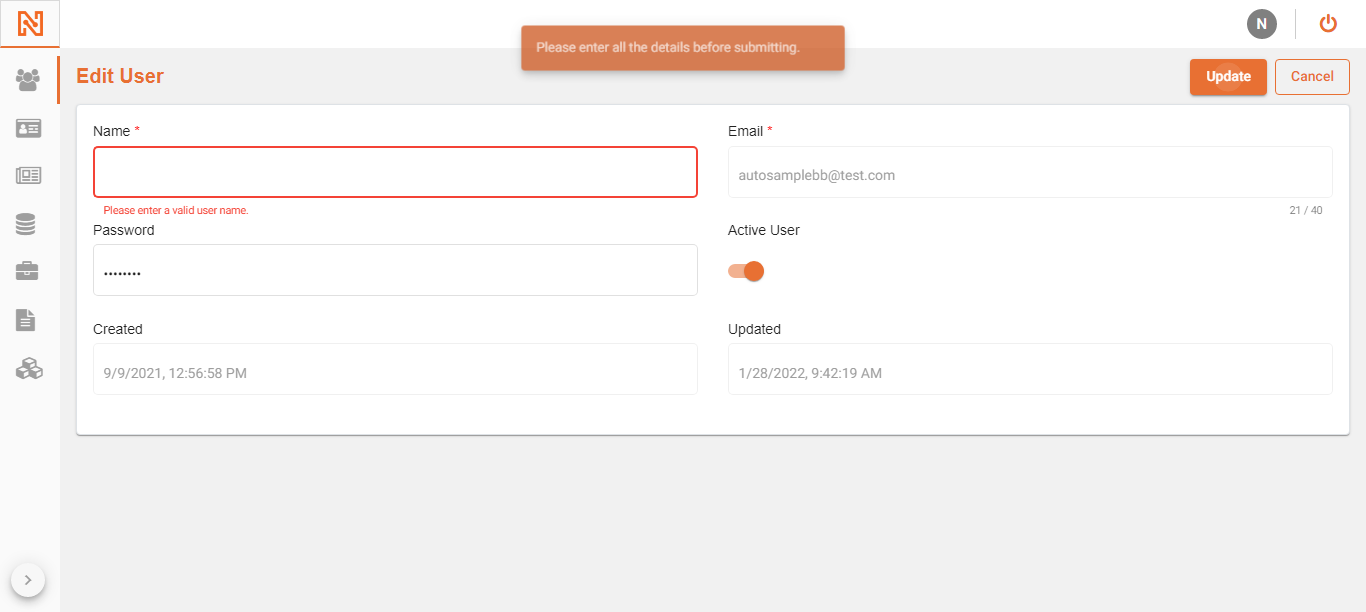 N
Please enter all the details before submitting.
N
Edit User
Update
Cancel
Name *
Email *
autosamplebb@test.com
Please enter a valid user name.
21 / 40
Password
Active User
••••••••
Created
Updated
9/9/2021, 12:56:58 PM
1/28/2022, 9:42:19 AM